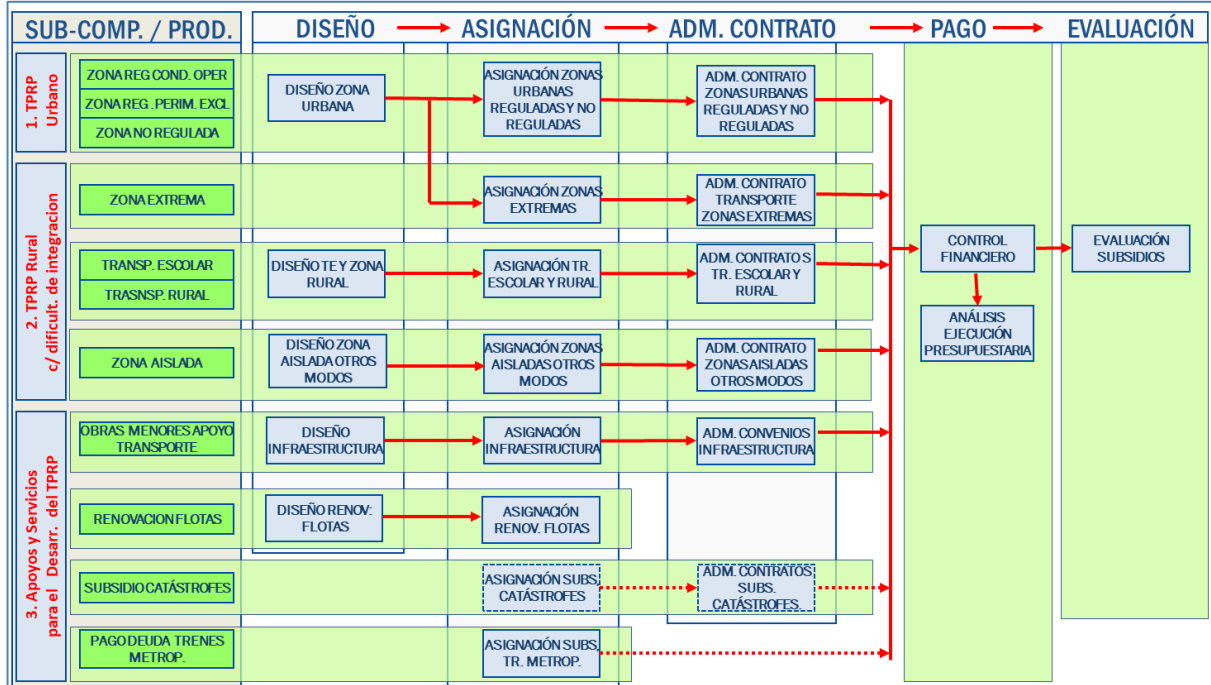 SUB-COMP. / PROD.
DISEÑO
ASIGNACIÓN
ADM. CONTRATO
PAGO
EVALUACIÓN
1. TPRP
Urbano
ZONA REG COND. OPER
ZONA REG .PERIM. EXCL
ZONA NO REGULADA
DISEÑO ZONA
URBANA
ASIGNACIÓN ZONAS
URBANAS
REGULADAS Y NO
REGULADAS
ADM. CONTRATO
ZONAS URBANAS
REGULADAS Y NO
REGULADAS
2. TPRP Rural
c/ dificult. de integracion
ZONA EXTREMA
ASIGNACIÓN ZONAS
EXTREMAS
ADM. CONTRATO
TRANSPORTE
ZONAS EXTREMAS
TRANSP. ESCOLAR
TRASNSP. RURAL
DISEÑO TE Y ZONA
RURAL
ASIGNACIÓN TR.
ESCOLAR Y RURAL
ADM. CONTRATO S
TR. ESCOLAR Y
RURAL
CONTROL
FINANCIERO
EVALUACIÓN
SUBSIDIOS
ANÁLISIS
EJECUCIÓN
PRESUPUESTARIA
ZONA AISLADA
DISEÑO ZONA
AISLADA OTROS
MODOS
ASIGNACIÓN ZONAS
AISLADAS OTROS
MODOS
ADM. CONTRATO
ZONAS AISLADAS
OTROS MODOS
3. Apoyos y Servicios
para el Desarr. del TPRP
OBRAS MENORES APOYO
TRANSPORTE
DISEÑO
INFRAESTRUCTURA
ASIGNACIÓN
INFRAESTRUCTURA
ADM. CONVENIOS
INFRAESTRUCTURA
RENOVACION FLOTAS
DISEÑO RENOV:
FLOTAS
ASIGNACIÓN
RENOV. FLOTAS
SUBSIDIO CATÁSTROFES
ASIGNACIÓN SUBS.
CATÁSTROFES
ADM. CONTRATOS
SUBS.
CATÁSTROFES.
PAGO DEUDA TRENES
METROP.
ASIGNACIÓN SUBS.
TR. METROP.